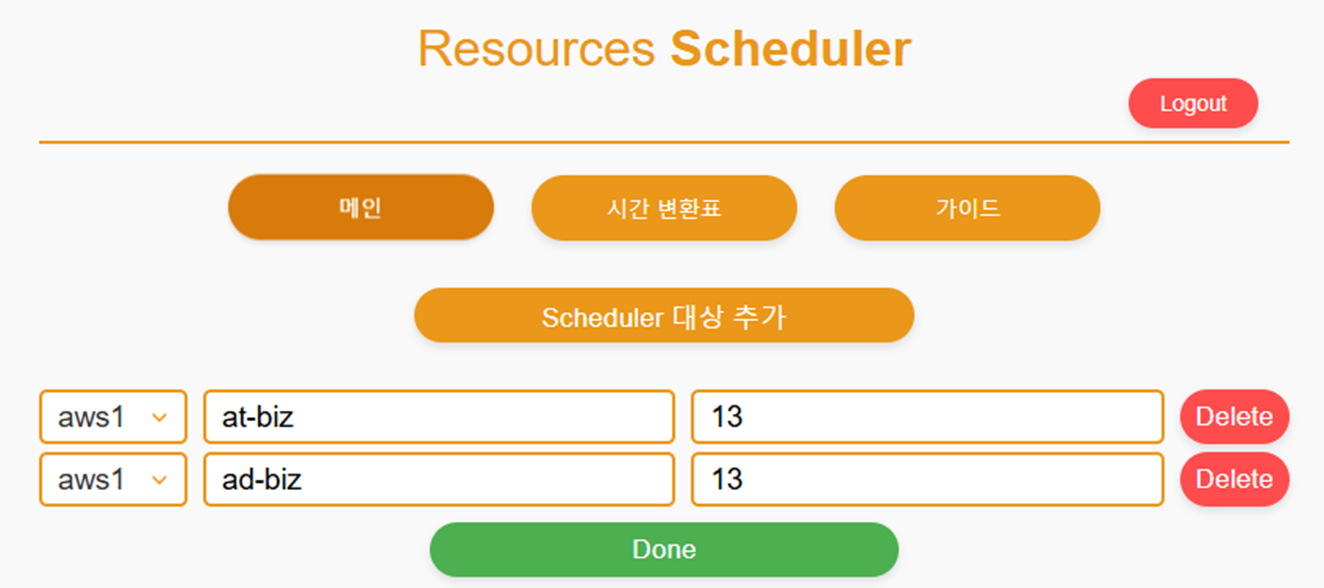 Resources Scheduler
Logout
메인 시간 변환표 가이드
Scheduler 대상 추가
aws1 at-biz 13 Delete
aws1 ad-biz 13 Delete
Done